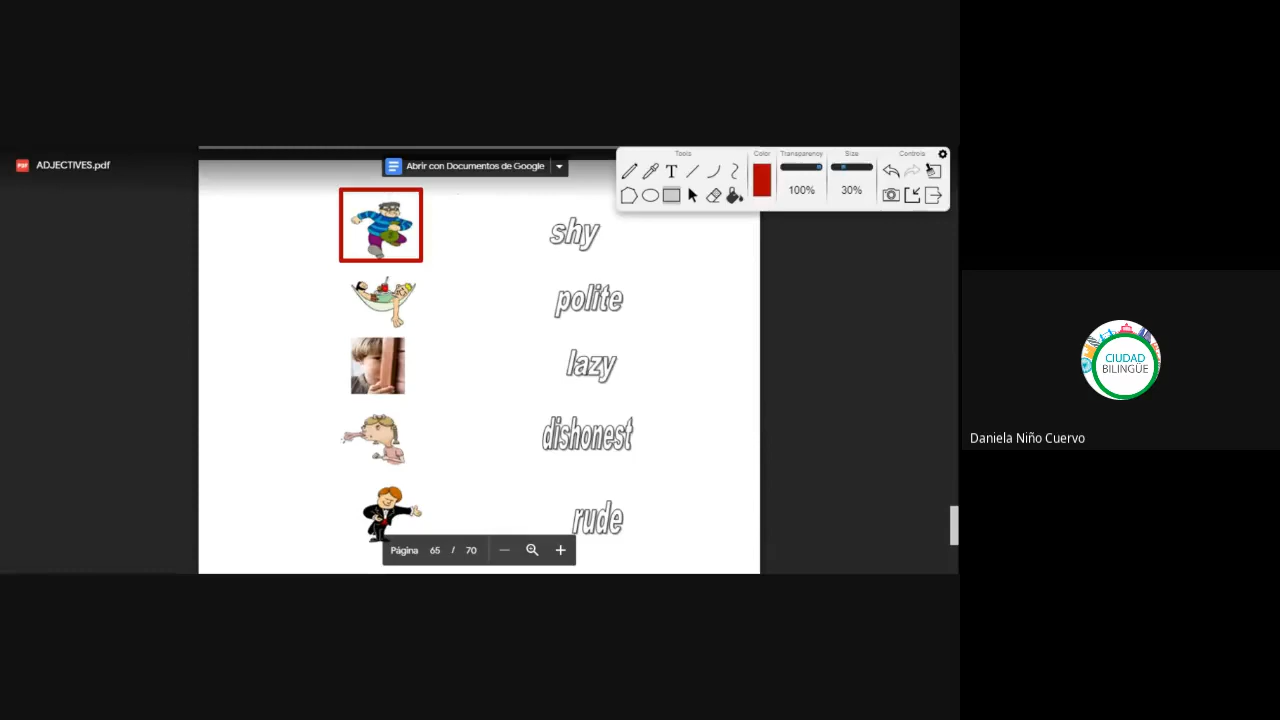 Tools
Color
Transparency
Size
Controls
ADJECTIVES.pdf
Abrir con Documentos de Google
100%
30%
shy
polite
lazy
dishonest
rude
Página 65 / 70
CIUDAD
BILINGÜE
Daniela Niño Cuervo